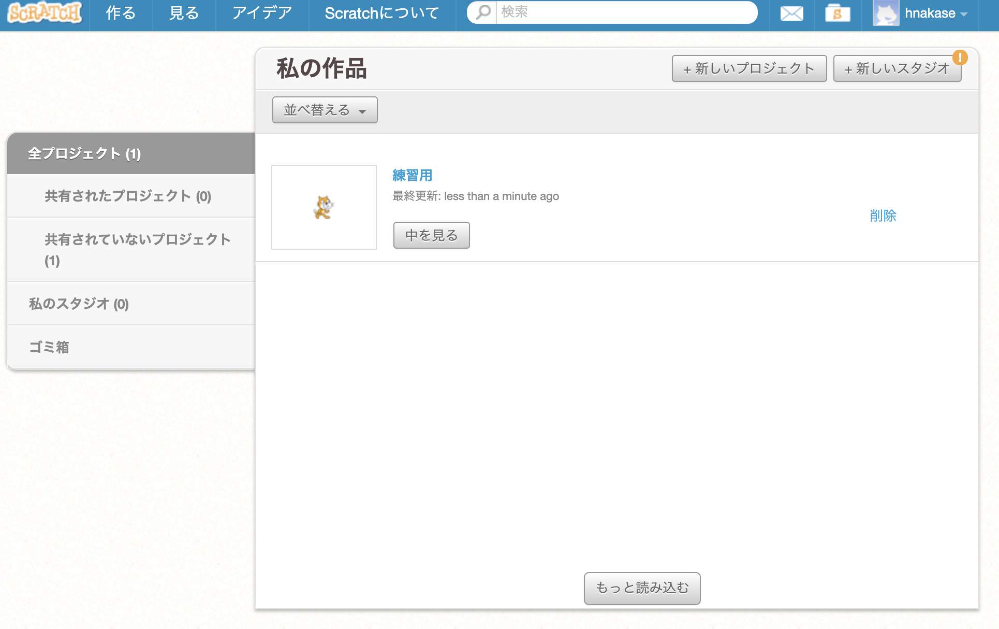 SCRATCH 作る 見る アイデア Scratchについて 検索 S hnakase
私の作品 + 新しいプロジェクト + 新しいスタジオ !
並べ替える
全プロジェクト (1)
共有されたプロジェクト (0)
共有されていないプロジェクト
(1)
私のスタジオ (0)
ゴミ箱
練習用
最終更新: less than a minute ago
削除
中を見る
もっと読み込む